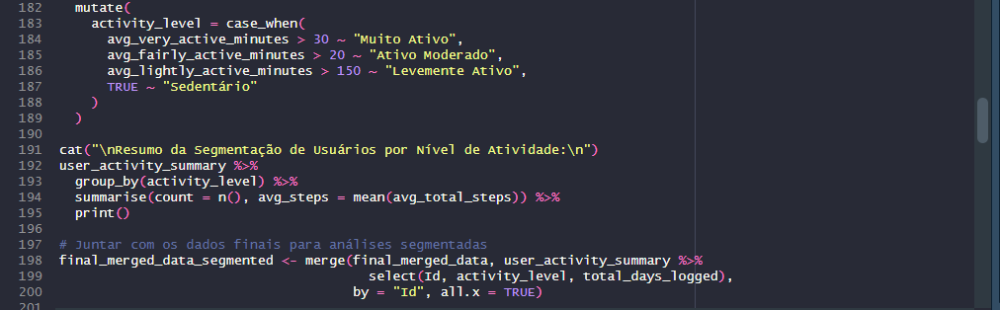 182 mutate(
183 activity_level = case_when(
184 avg_very_active_minutes > 30 ~ "Muito Ativo",
185 avg_fairly_active_minutes > 20 ~ "Ativo Moderado",
186 avg_lightly_active_minutes > 150 ~ "Levemente Ativo",
187 TRUE ~ "Sedentário"
188 )
189 )
190
191 cat("\nResumo da Segmentação de Usuários por Nível de Atividade:\n")
192 user_activity_summary %>%
193 group_by(activity_level) %>%
194 summarise(count = n(), avg_steps = mean(avg_total_steps)) %>%
195 print()
196
197 # Juntar com os dados finais para análises segmentadas
198 final_merged_data_segmented <- merge(final_merged_data, user_activity_summary %>%
199 select(Id, activity_level, total_days_logged),
200 by = "Id", all.x = TRUE)
201